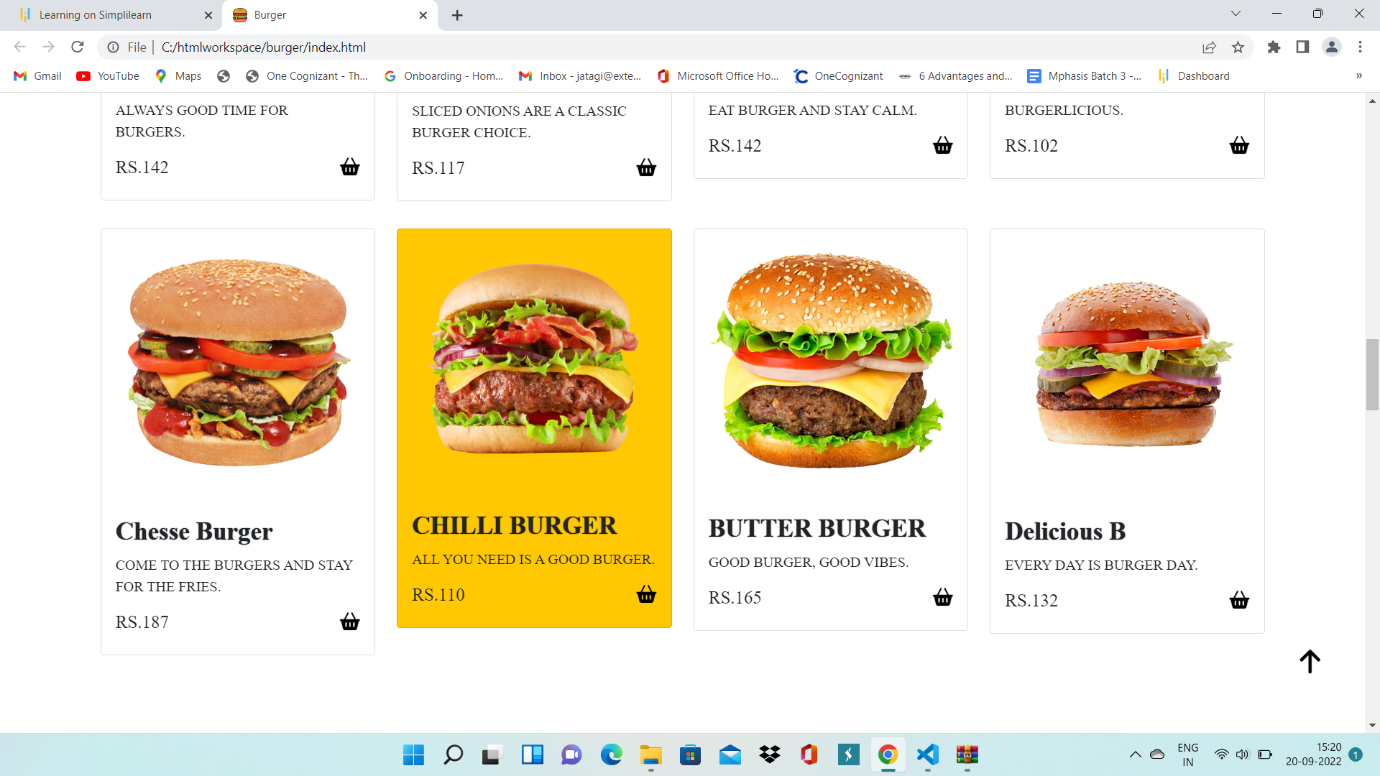 Learning on Simplilearn
Burger
File | C:/htmlworkspace/burger/index.html
Gmail YouTube Maps One Cognizant - Th... Onboarding - Hom... Inbox - jatagi@exte... Microsoft Office Ho... OneCognizant 6 Advantages and... Mphasis Batch 3 -... Dashboard »
ALWAYS GOOD TIME FOR
BURGERS.
RS.142
SLICED ONIONS ARE A CLASSIC
BURGER CHOICE.
RS.117
EAT BURGER AND STAY CALM.
RS.142
BURGERLICIOUS.
RS.102
Chesse Burger
COME TO THE BURGERS AND STAY
FOR THE FRIES.
RS.187
CHILLI BURGER
ALL YOU NEED IS A GOOD BURGER.
RS.110
BUTTER BURGER
GOOD BURGER, GOOD VIBES.
RS.165
Delicious B
EVERY DAY IS BURGER DAY.
RS.132
ENG
IN
15:20
20-09-2022
1